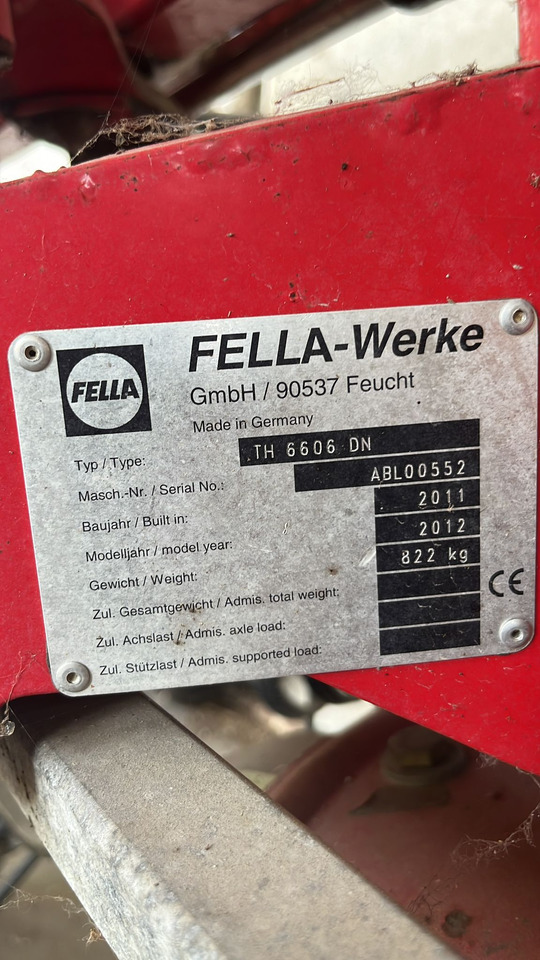 FELLA
FELLA-Werke
GmbH / 90537 Feucht
Made in Germany
Typ / Type: TH 6606 DN
Masch.-Nr. / Serial No.: ABL00552
Baujahr / Built in: 2011
Modelljahr / model year: 2012
Gewicht / Weight: 822 kg
Zul. Gesamtgewicht / Admis. total weight:
Zul. Achslast / Admis. axle load:
Zul. Stützlast / Admis. supported load:
CE